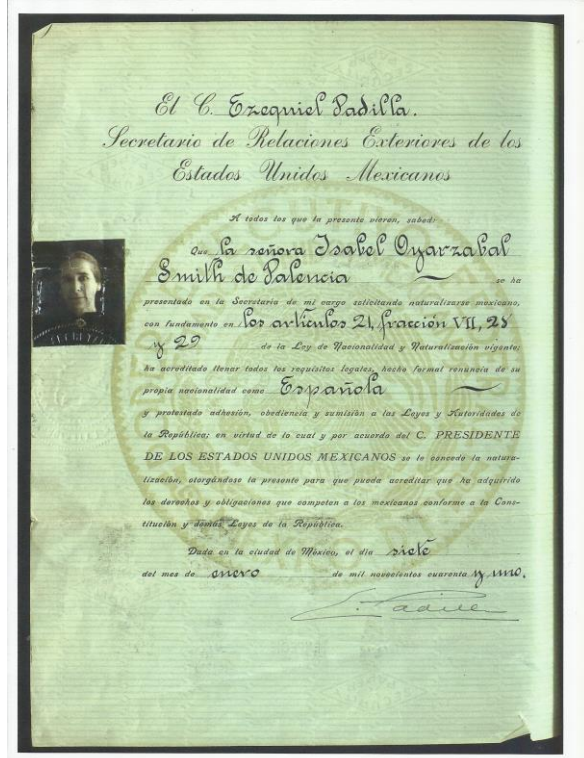 El C. Ezequiel Padilla.
Secretario de Relaciones Exteriores de los
Estados Unidos Mexicanos
A todos los que la presente vieren, sabed:
Que la señora Isabel Oyarzabal
Smith de Palencia se ha
presentado en la Secretaría de mi cargo solicitando naturalizarse mexicano,
con fundamento en los artículos 21, fracción VII, 28
y 29 de la Ley de Nacionalidad y Naturalización vigente;
ha acreditado llenar todos los requisitos legales, hecho formal renuncia de su
propia nacionalidad como Española
y protestado adhesión, obediencia y sumisión a las Leyes y Autoridades de
la República; en virtud de lo cual y por acuerdo del C. PRESIDENTE
DE LOS ESTADOS UNIDOS MEXICANOS se le concede la natura-
lización, otorgándose la presente para que pueda acreditar que ha adquirido
los derechos y obligaciones que competen a los mexicanos conforme a la Cons-
titución y demás Leyes de la República.
Dada en la ciudad de México, el día siete
del mes de enero de mil novecientos cuarenta y uno.
E. Padilla